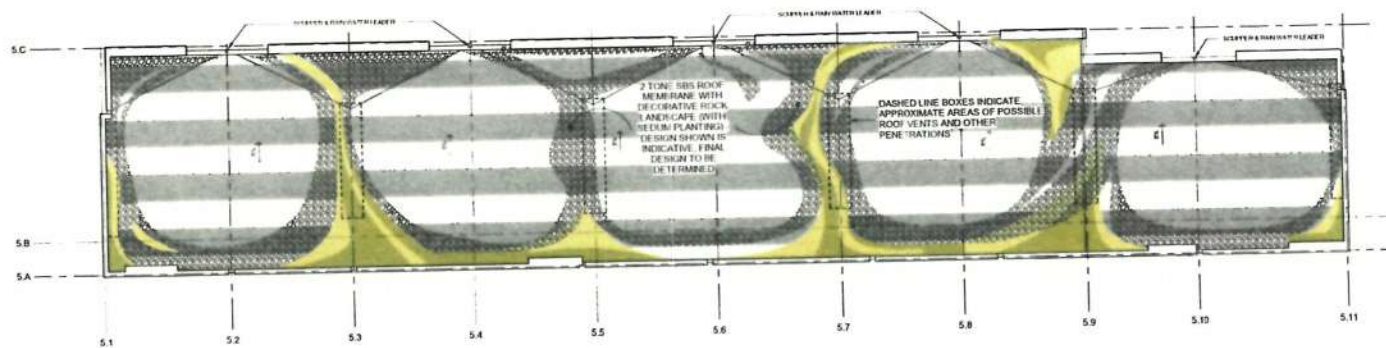 SCUPPER & RAIN WATER LEADER
SCUPPER & RAIN WATER LEADER
SCUPPER & RAIN WATER LEADER
5.C
2 TONE SBS ROOF
MEMBRANE WITH
DECORATIVE ROCK
LANDSCAPE (WITH
SEDUM PLANTING)
DESIGN SHOWN IS
INDICATIVE. FINAL
DESIGN TO BE
DETERMINED
DASHED LINE BOXES INDICATE
APPROXIMATE AREAS OF POSSIBLE
ROOF VENTS AND OTHER
PENETRATIONS
5.B
5.A
5.1
5.2
5.3
5.4
5.5
5.6
5.7
5.8
5.9
5.10
5.11